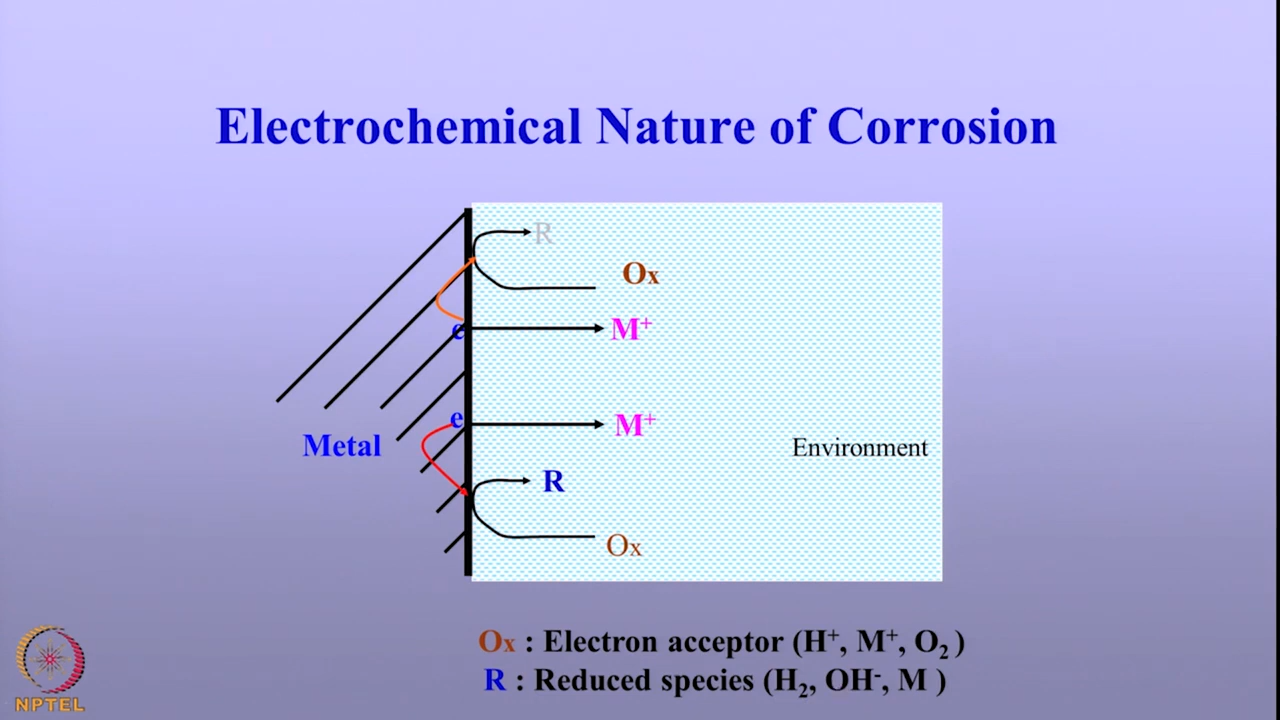 Electrochemical Nature of Corrosion
R
Ox
e
M⁺
e
M⁺
Metal
Environment
R
Ox
Ox : Electron acceptor (H⁺, M⁺, O₂ )
R : Reduced species (H₂, OH⁻, M )
NPTEL